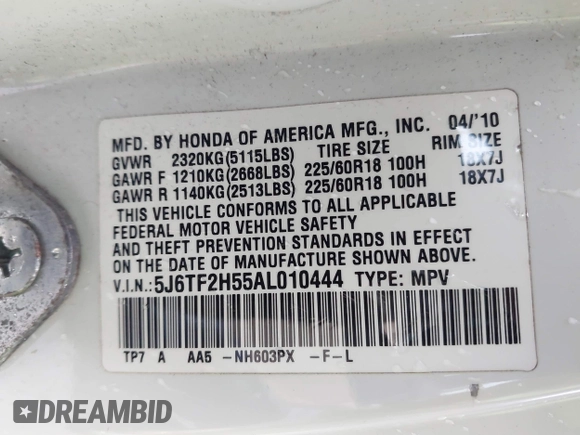 MFD. BY HONDA OF AMERICA MFG., INC. 04/'10
GVWR 2320KG(5115LBS) TIRE SIZE RIM SIZE
GAWR F 1210KG(2668LBS) 225/60R18 100H 18X7J
GAWR R 1140KG(2513LBS) 225/60R18 100H 18X7J
THIS VEHICLE CONFORMS TO ALL APPLICABLE
FEDERAL MOTOR VEHICLE SAFETY
AND THEFT PREVENTION STANDARDS IN EFFECT
ON THE DATE OF MANUFACTURE SHOWN ABOVE.
V.I.N.: 5J6TF2H55AL010444 TYPE: MPV
TP7 A AA5 -NH603PX -F-L
DREAMBID